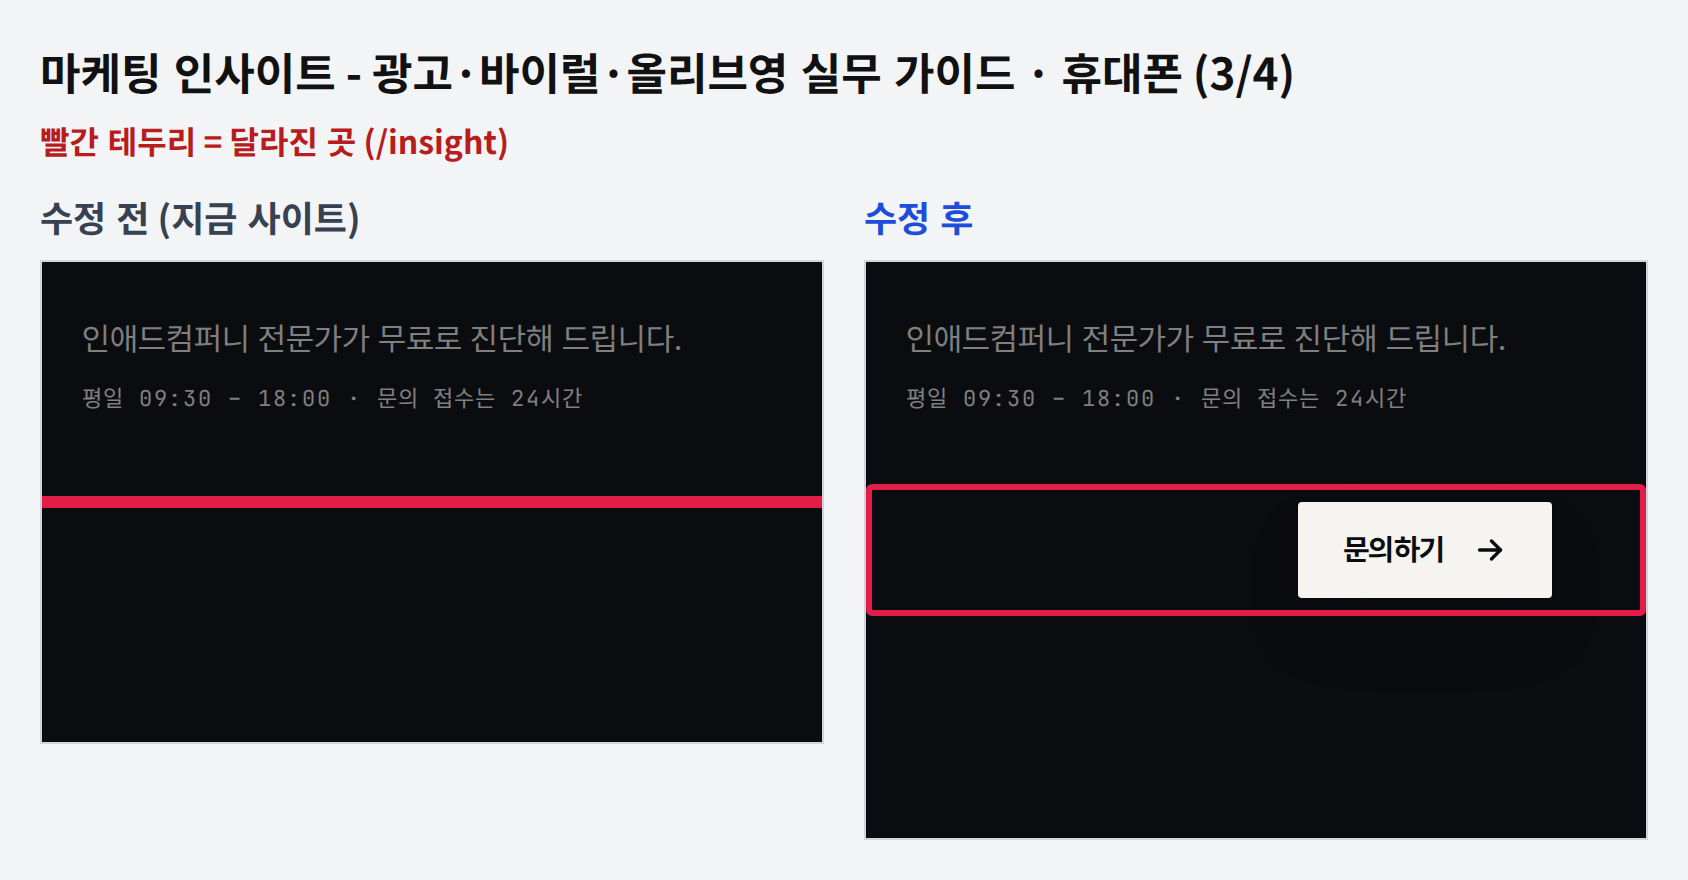 마케팅 인사이트 - 광고·바이럴·올리브영 실무 가이드 · 휴대폰 (3/4)
빨간 테두리 = 달라진 곳 (/insight)
수정 전 (지금 사이트)
인애드컴퍼니 전문가가 무료로 진단해 드립니다.
평일 09:30 – 18:00 · 문의 접수는 24시간
수정 후
인애드컴퍼니 전문가가 무료로 진단해 드립니다.
평일 09:30 – 18:00 · 문의 접수는 24시간
문의하기 →